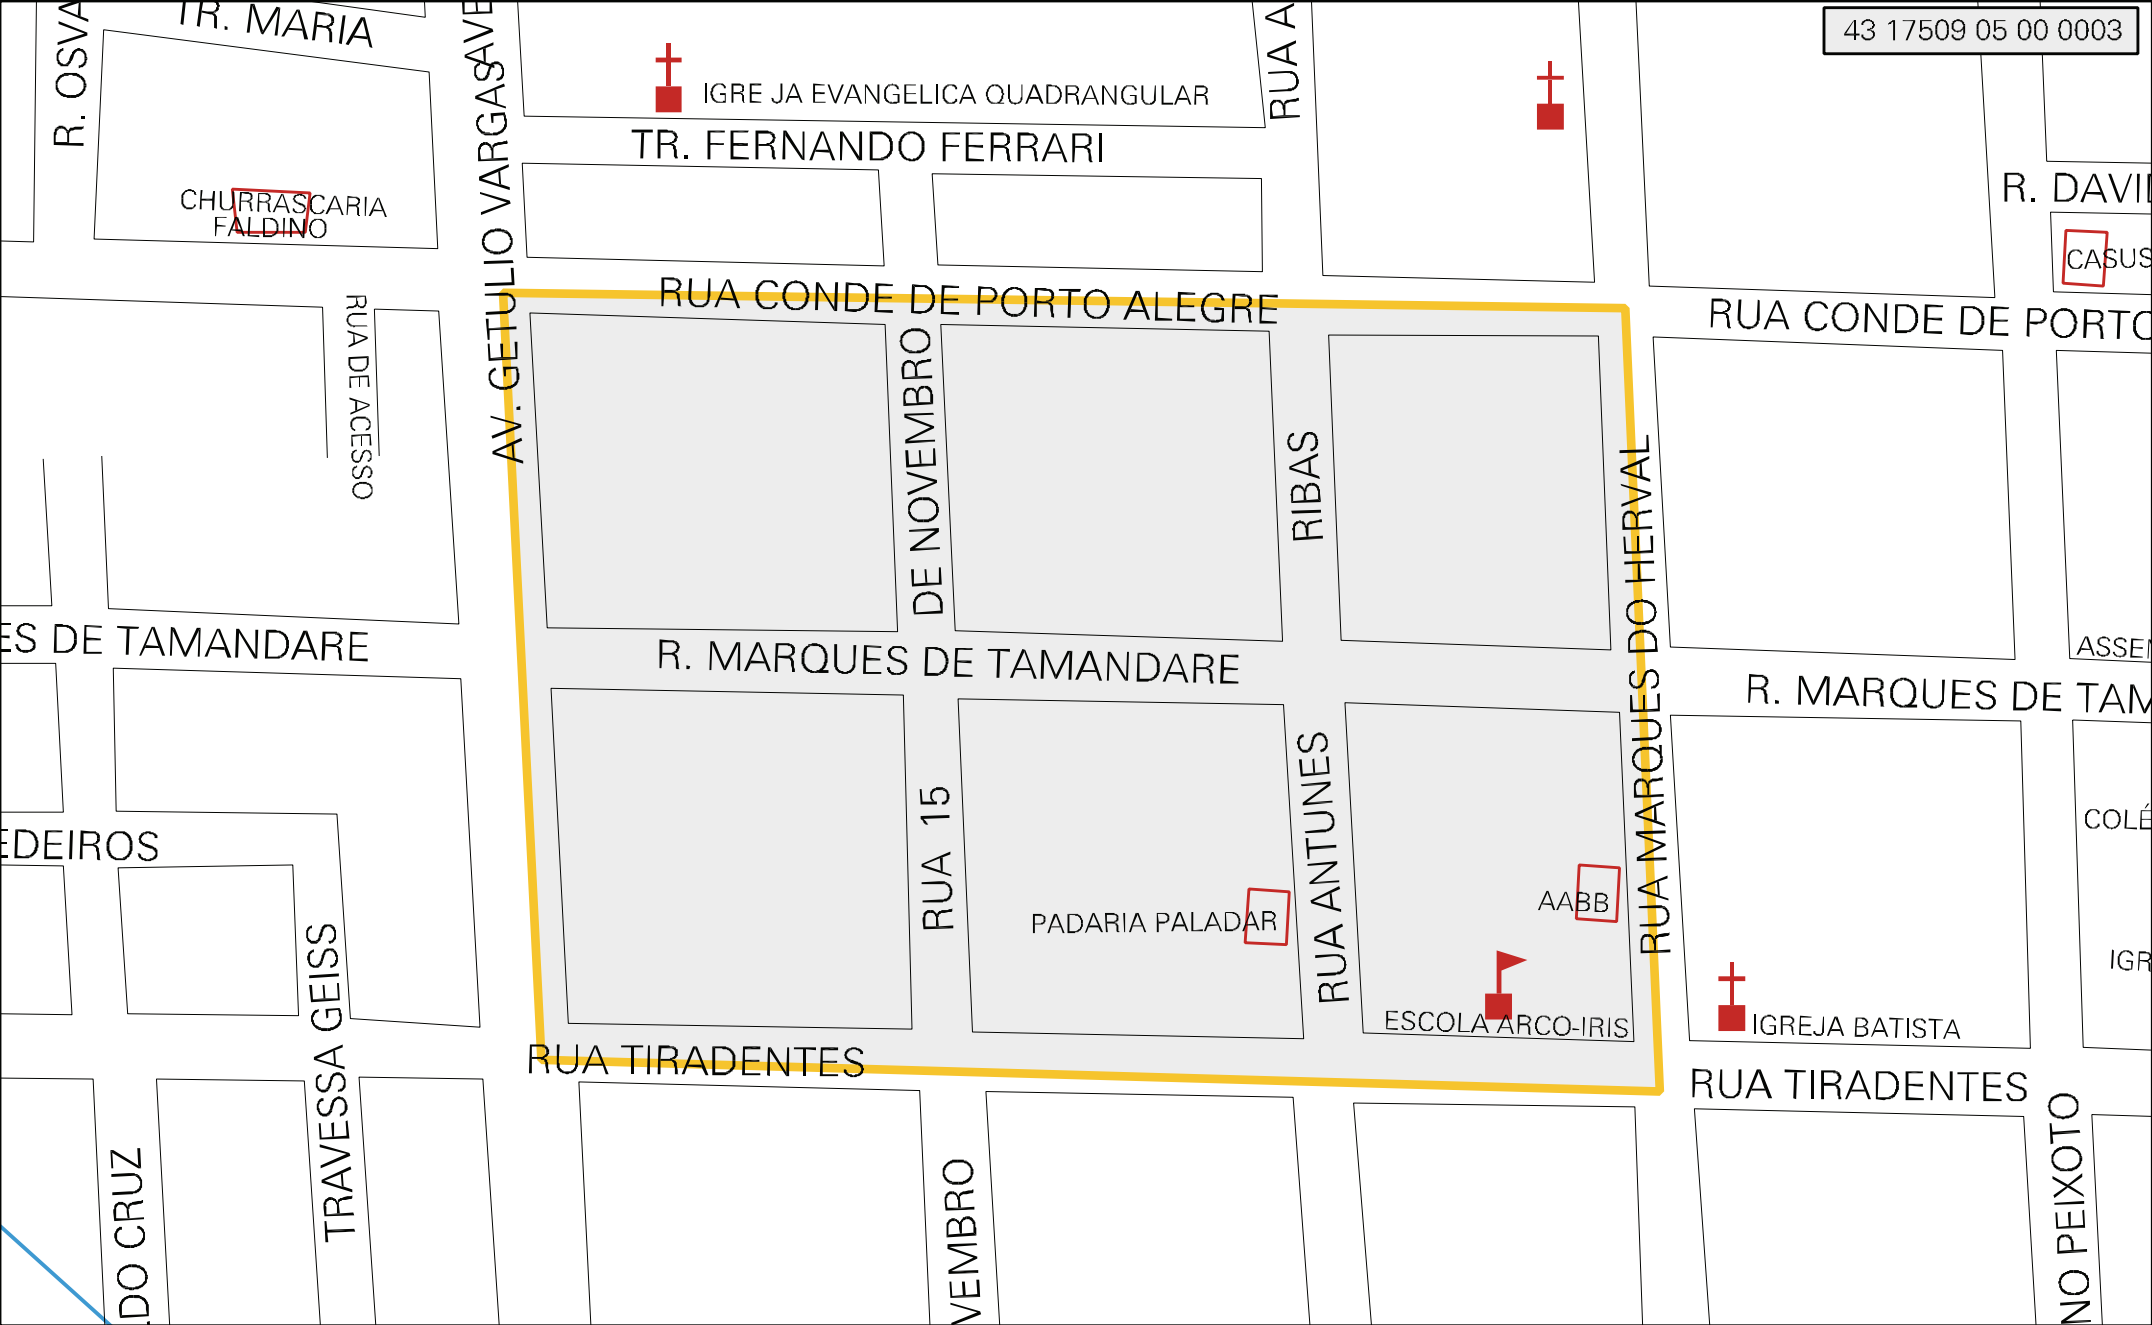 TR. MARIA
R. OSVA
AVE
RUA A
43 17509 05 00 0003
IGRE JA EVANGELICA QUADRANGULAR
TR. FERNANDO FERRARI
AV. GETULIO VARGAS
CHURRASCARIA
FALDINO
R. DAVI
CASUS
RUA CONDE DE PORTO ALEGRE
RUA CONDE DE PORTO
RUA DE ACESSO
DE NOVEMBRO
RIBAS
RUA MARQUES DO HERVAL
ES DE TAMANDARE
R. MARQUES DE TAMANDARE
ASSEM
R. MARQUES DE TAM
RUA 15
RUA ANTUNES
COLÉ
EDEIROS
AABB
PADARIA PALADAR
IGR
TRAVESSA GEISS
ESCOLA ARCO-IRIS
IGREJA BATISTA
RUA TIRADENTES
RUA TIRADENTES
DO CRUZ
VEMBRO
NO PEIXOTO